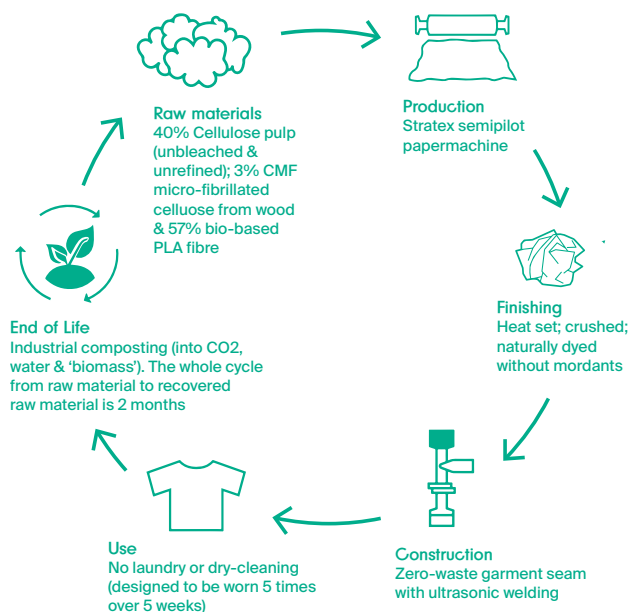 Raw materials
40% Cellulose pulp
(unbleached &
unrefined); 3% CMF
micro-fibrillated
celluose from wood
& 57% bio-based
PLA fibre
Production
Stratex semipilot
papermachine
Finishing
Heat set; crushed;
naturally dyed
without mordants
Construction
Zero-waste garment seam
with ultrasonic welding
Use
No laundry or dry-cleaning
(designed to be worn 5 times
over 5 weeks)
End of Life
Industrial composting (into CO2,
water & ‘biomass’). The whole cycle
from raw material to recovered
raw material is 2 months